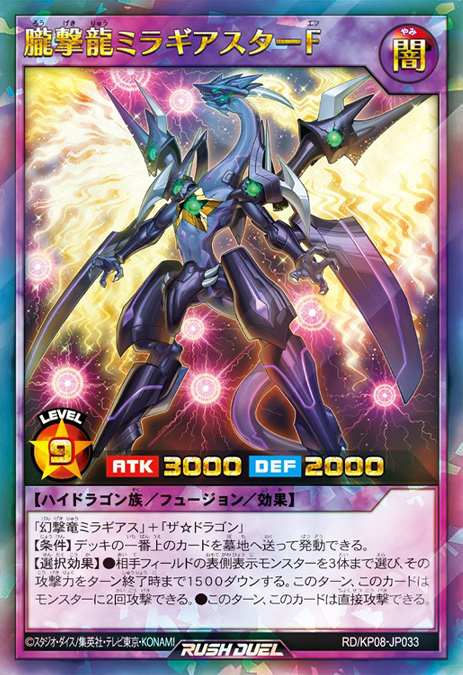 朧撃龍ミラギアスターF
闇
LEVEL
9
ATK 3000 DEF 2000
【ハイドラゴン族／フュージョン／効果】
「幻撃竜ミラギアス」＋「ザ☆ドラゴン」
【条件】デッキの一番上のカードを墓地へ送って発動できる。
【選択効果】●相手フィールドの表側表示モンスターを3体まで選び、その
攻撃力をターン終了時まで1500ダウンする。このターン、このカードは
モンスターに2回攻撃できる。●このターン、このカードは直接攻撃できる。
©スタジオ・ダイス/集英社・テレビ東京・KONAMI RUSH DUEL RD/KP08-JP033